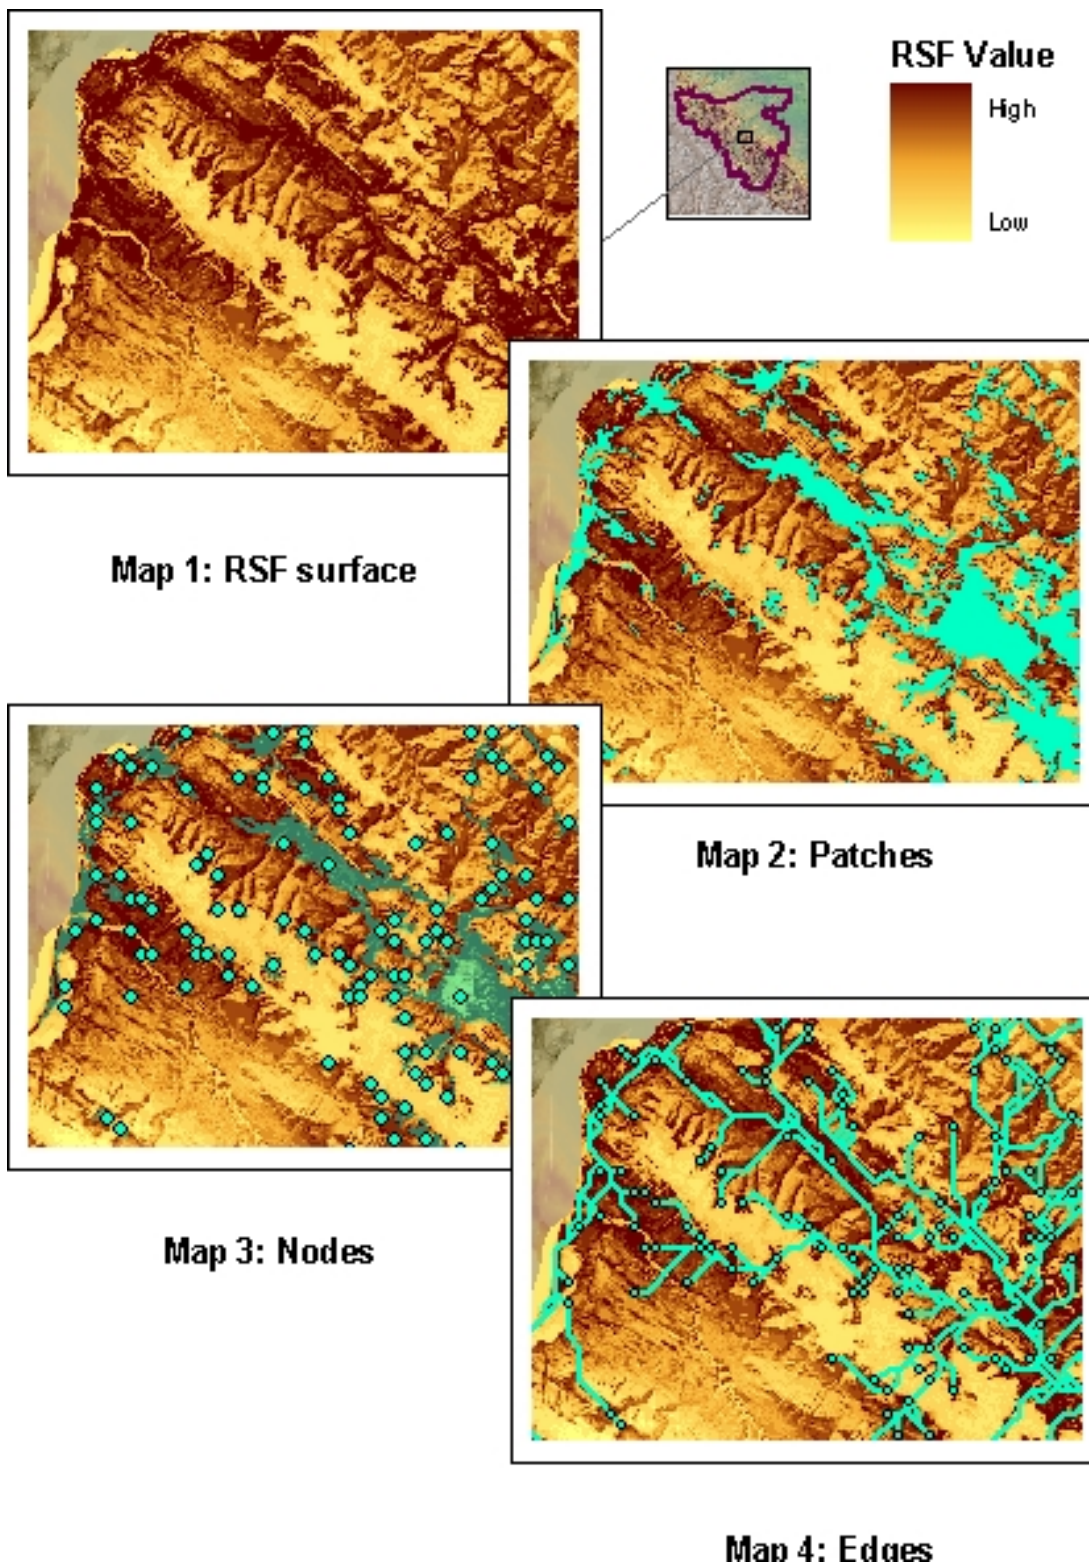 RSF Value
High
Low
Map 1: RSF surface
Map 2: Patches
Map 3: Nodes
Map 4: Edges